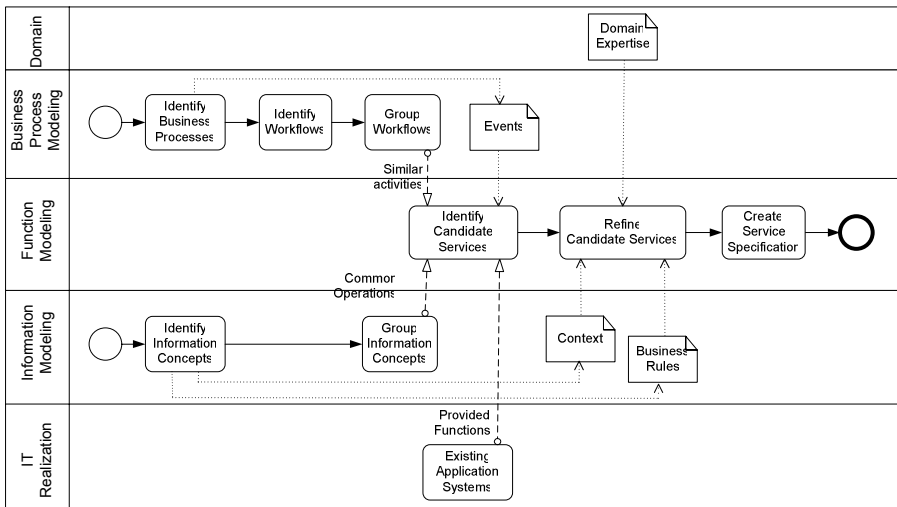 Domain
Domain
Expertise
Business
Process
Modeling
Identify
Business
Processes
Identify
Workflows
Group
Workflows
Events
Similar
activities
Function Modeling
Identify
Candidate
Services
Refine
Candidate Services
Create
Service
Specification
Common
Operations
Information
Modeling
Identify
Information
Concepts
Group
Information
Concepts
Context
Business
Rules
Provided
Functions
IT
Realization
Existing
Application
Systems